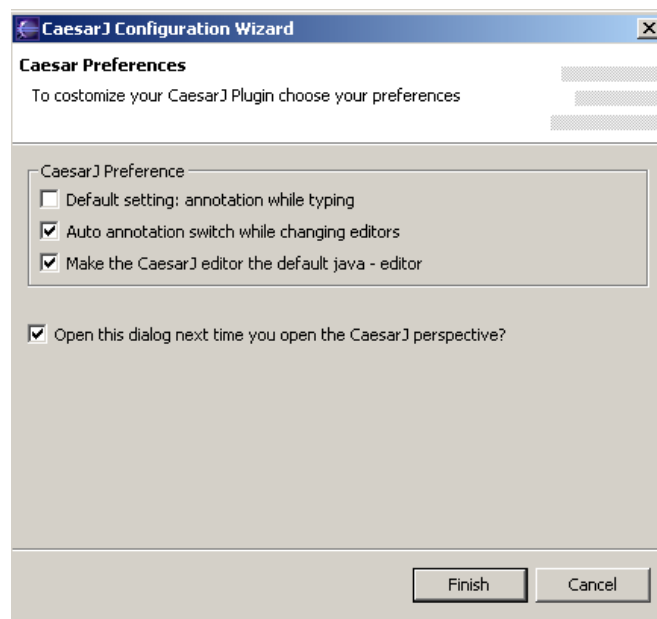 CaesarJ Configuration Wizard
Caesar Preferences
To costomize your CaesarJ Plugin choose your preferences
CaesarJ Preference
Default setting: annotation while typing
Auto annotation switch while changing editors
Make the CaesarJ editor the default java - editor
Open this dialog next time you open the CaesarJ perspective?
Finish
Cancel